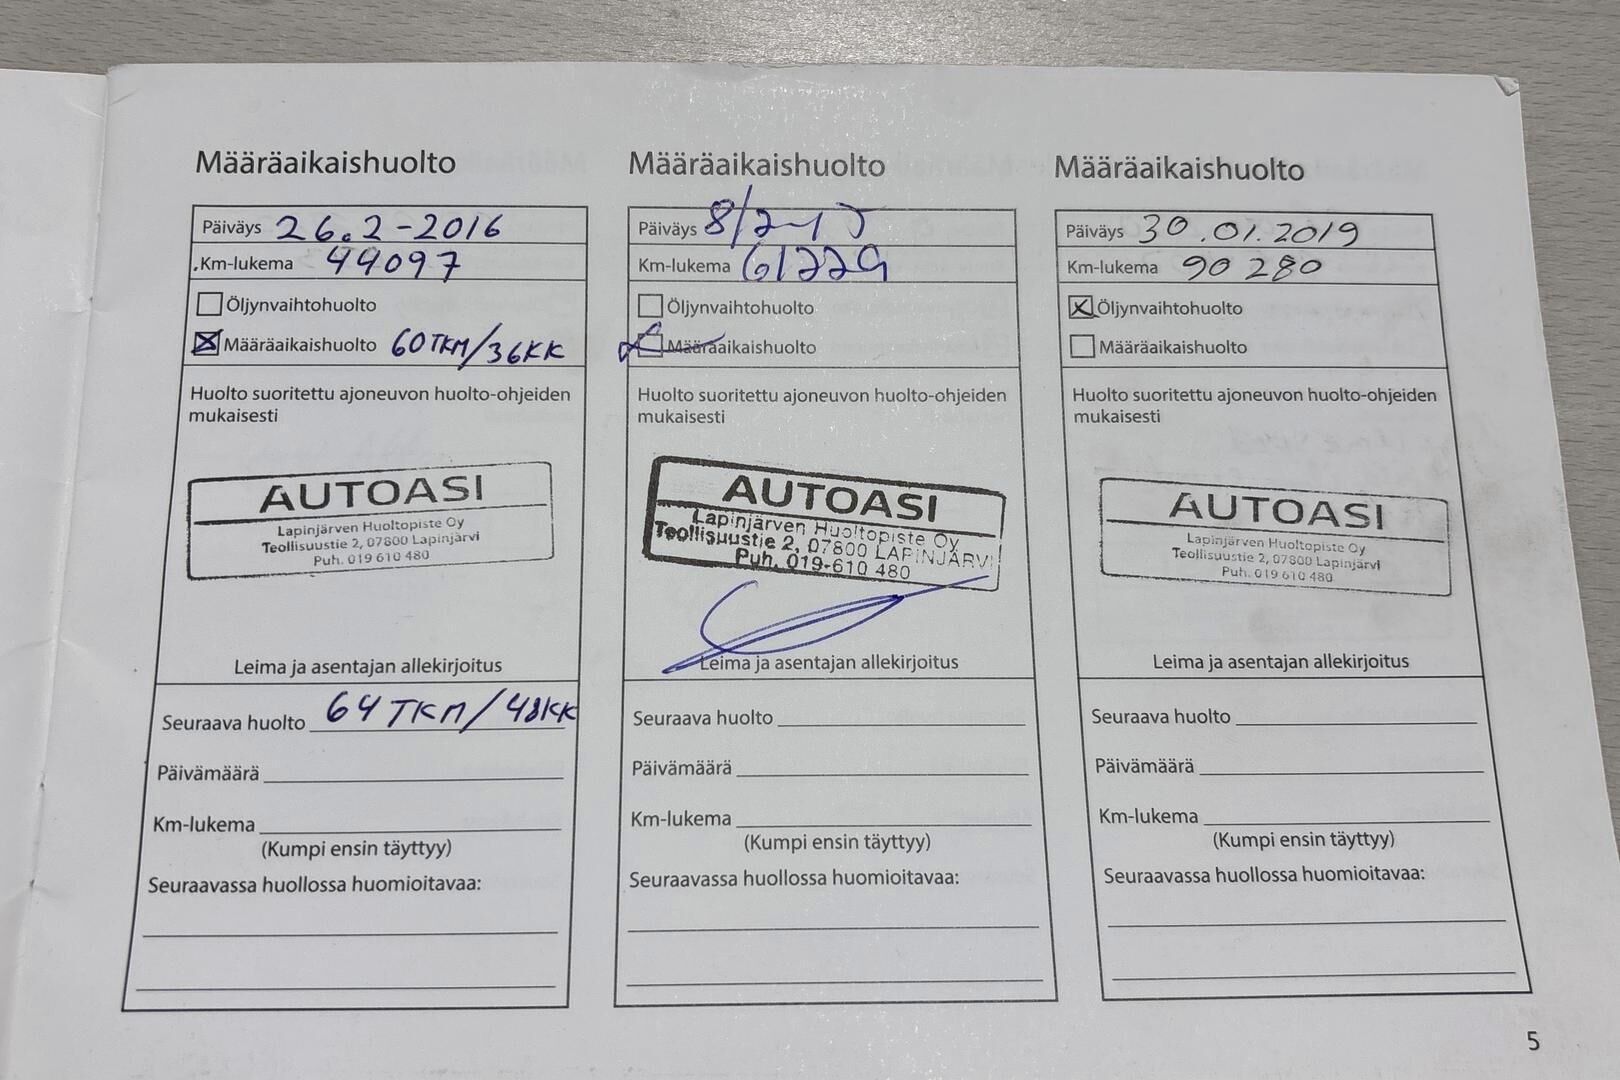 Määräaikaishuolto
Päiväys 26.2-2016
Km-lukema 49097
Öljynvaihtohuolto
Määräaikaishuolto 60TKM/36KK
Huolto suoritettu ajoneuvon huolto-ohjeiden
mukaisesti
AUTOASI
Lapinjärven Huoltopiste Oy
Teollisuustie 2, 07800 Lapinjärvi
Puh. 019 610 480
Leima ja asentajan allekirjoitus
Seuraava huolto 64TKM/48KK
Päivämäärä
Km-lukema
(Kumpi ensin täyttyy)
Seuraavassa huollossa huomioitavaa:
Määräaikaishuolto
Päiväys
Km-lukema 61229
Öljynvaihtohuolto
Määräaikaishuolto
Huolto suoritettu ajoneuvon huolto-ohjeiden
mukaisesti
AUTOASI
Lapinjärven Huoltopiste Oy
Teollisuustie 2, 07800 LAPINJÄRVI
Puh. 019-610 480
Leima ja asentajan allekirjoitus
Seuraava huolto
Päivämäärä
Km-lukema
(Kumpi ensin täyttyy)
Seuraavassa huollossa huomioitavaa:
Määräaikaishuolto
Päiväys 30.01.2019
Km-lukema 90 280
Öljynvaihtohuolto
Määräaikaishuolto
Huolto suoritettu ajoneuvon huolto-ohjeiden
mukaisesti
AUTOASI
Lapinjärven Huoltopiste Oy
Teollisuustie 2, 07800 Lapinjärvi
Puh. 019 610 480
Leima ja asentajan allekirjoitus
Seuraava huolto
Päivämäärä
Km-lukema
(Kumpi ensin täyttyy)
Seuraavassa huollossa huomioitavaa:
5